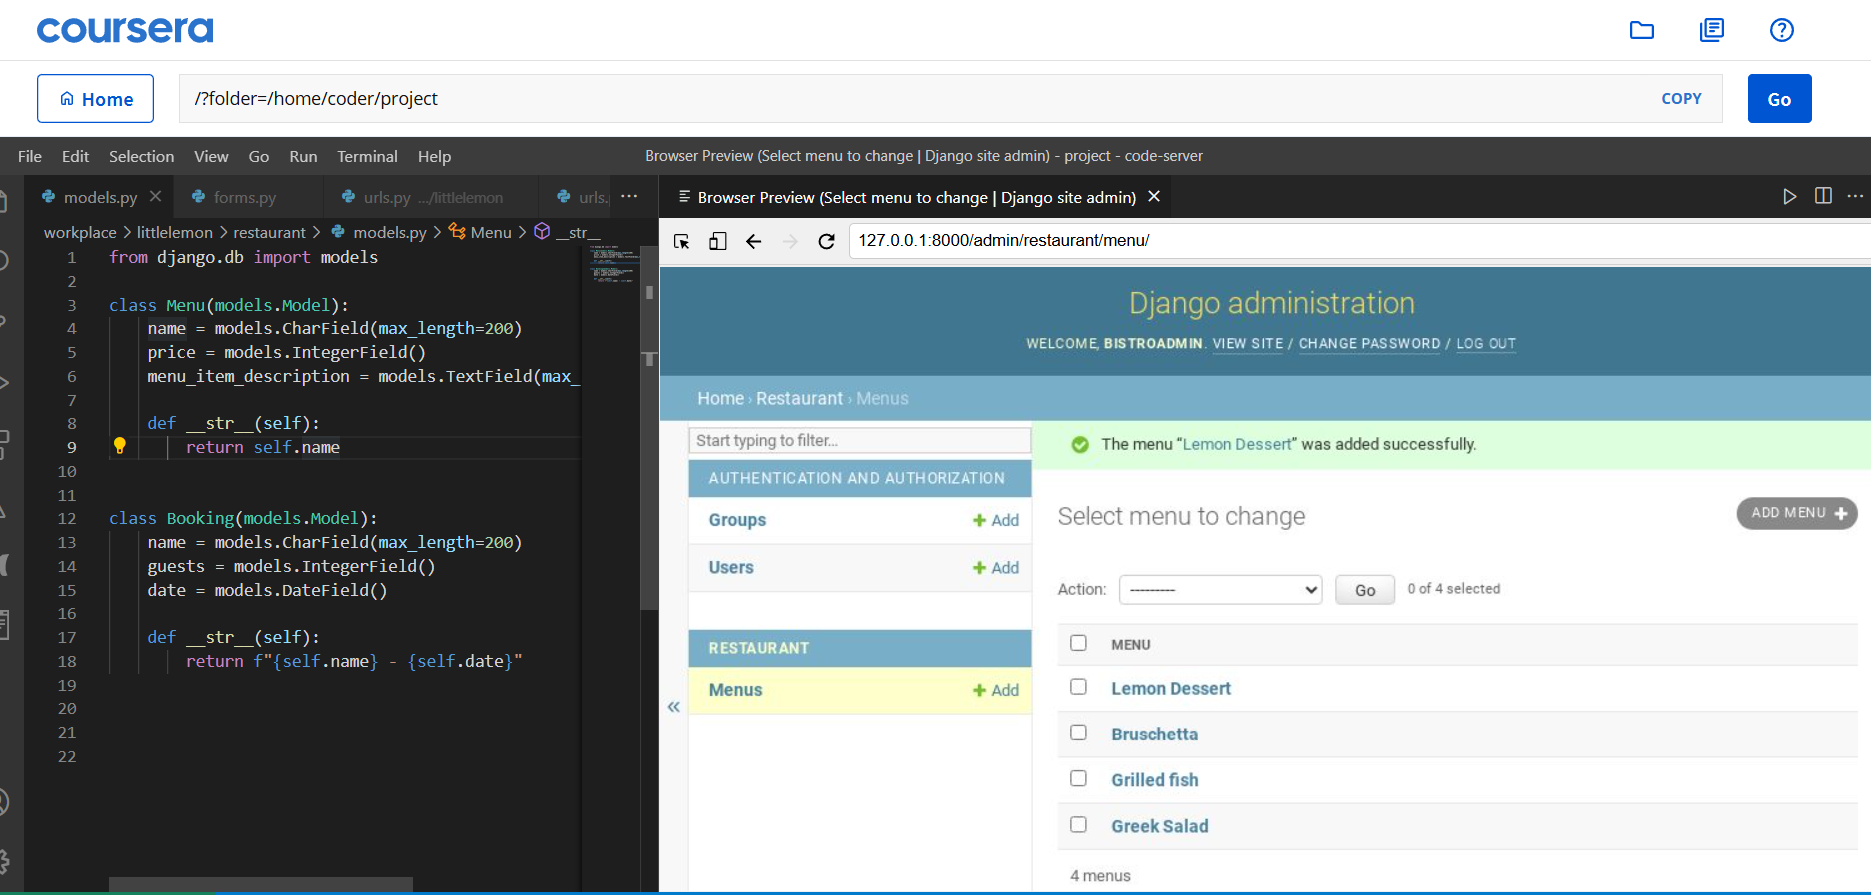 coursera
Home
/?folder=/home/coder/project
COPY
Go
File Edit Selection View Go Run Terminal Help
Browser Preview (Select menu to change | Django site admin) - project - code-server
models.py
forms.py
urls.py .../littlelemon
urls.
Browser Preview (Select menu to change | Django site admin)
workplace > littlelemon > restaurant > models.py > Menu > __str__
127.0.0.1:8000/admin/restaurant/menu/
1 from django.db import models
2
3 class Menu(models.Model):
4 name = models.CharField(max_length=200)
5 price = models.IntegerField()
6 menu_item_description = models.TextField(max_
7
8 def __str__(self):
9 return self.name
10
11
12 class Booking(models.Model):
13 name = models.CharField(max_length=200)
14 guests = models.IntegerField()
15 date = models.DateField()
16
17 def __str__(self):
18 return f"{self.name} - {self.date}"
19
20
21
22
Django administration
WELCOME, BISTROADMIN. VIEW SITE / CHANGE PASSWORD / LOG OUT
Home › Restaurant › Menus
Start typing to filter...
AUTHENTICATION AND AUTHORIZATION
Groups + Add
Users + Add
RESTAURANT
Menus + Add
«
The menu “Lemon Dessert” was added successfully.
Select menu to change
ADD MENU +
Action: --------- Go 0 of 4 selected
MENU
Lemon Dessert
Bruschetta
Grilled fish
Greek Salad
4 menus